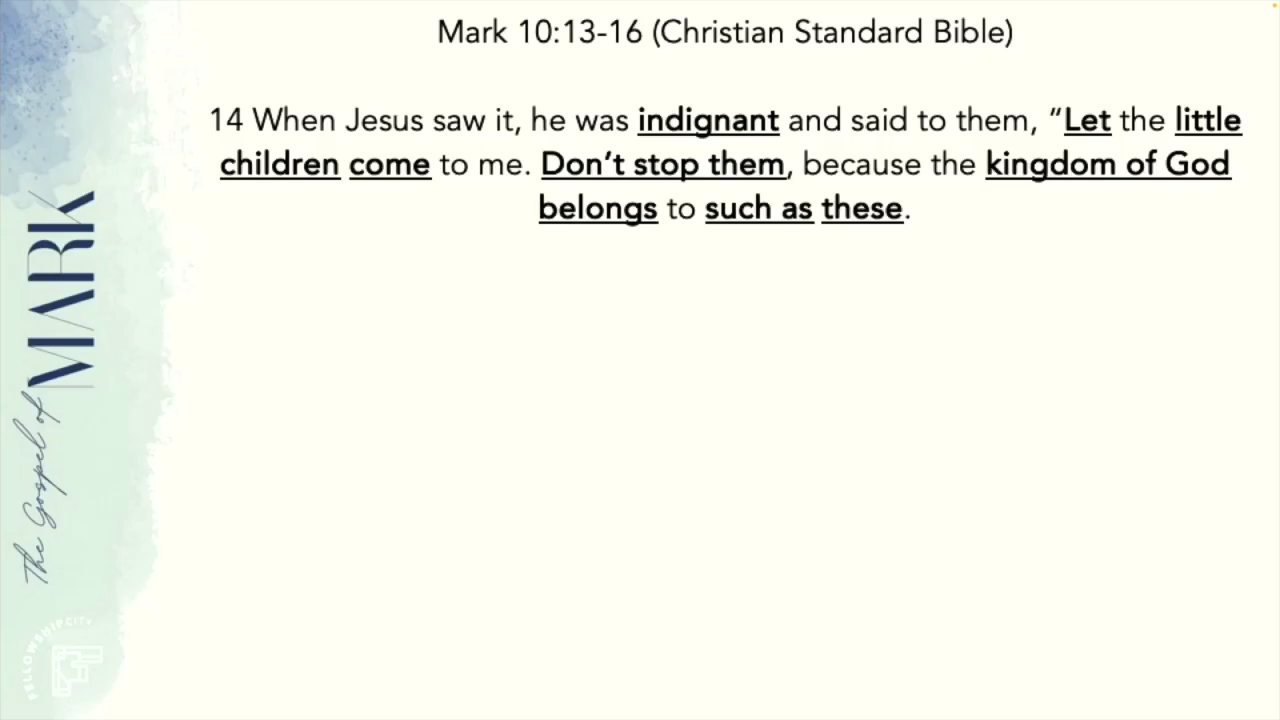 Mark 10:13-16 (Christian Standard Bible)
14 When Jesus saw it, he was indignant and said to them, “Let the little
children come to me. Don’t stop them, because the kingdom of God
belongs to such as these.
The Gospel of
MARK
FELLOWSHIP CITY